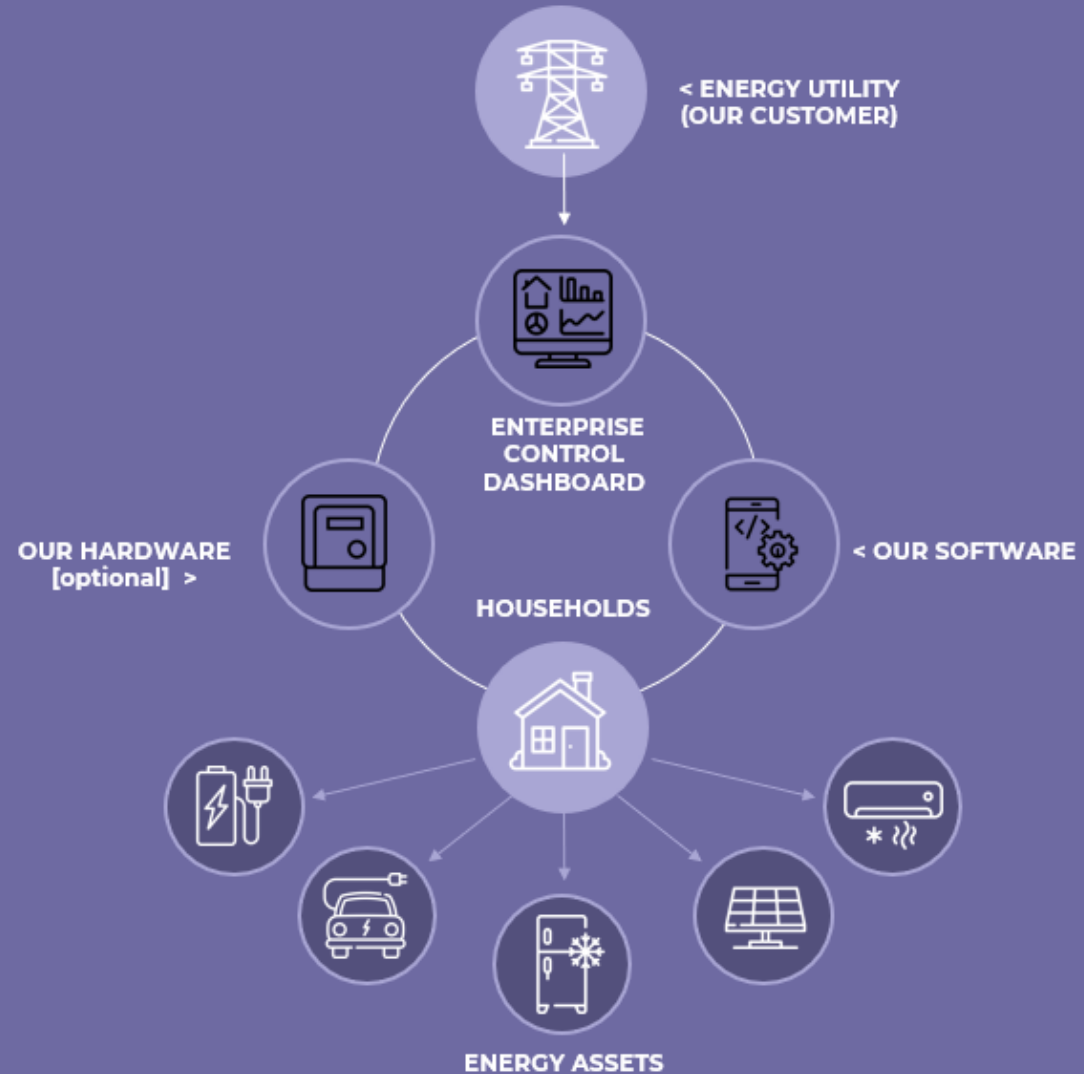 < ENERGY UTILITY
(OUR CUSTOMER)
ENTERPRISE
CONTROL
DASHBOARD
OUR HARDWARE
[optional] >
< OUR SOFTWARE
HOUSEHOLDS
ENERGY ASSETS